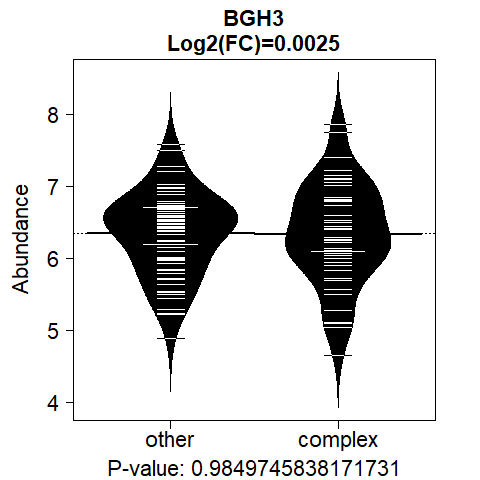 BGH3
Log2(FC)=0.0025
Abundance
8
7
6
5
4
other complex
P-value: 0.9849745838171731